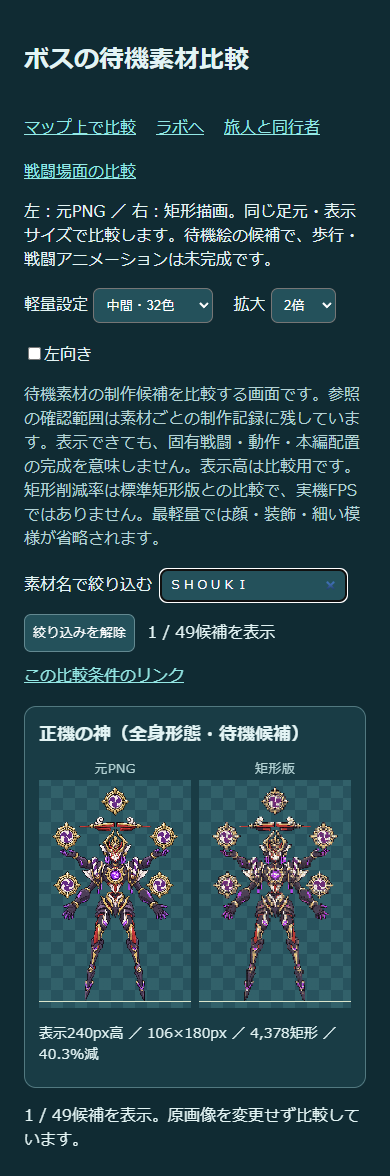 ボスの待機素材比較
マップ上で比較 ラボへ 旅人と同行者
戦闘場面の比較
左：元PNG ／ 右：矩形描画。同じ足元・表示
サイズで比較します。待機絵の候補で、歩行・
戦闘アニメーションは未完成です。
軽量設定 中間・32色 拡大 2倍
左向き
待機素材の制作候補を比較する画面です。参照
の確認範囲は素材ごとの制作記録に残してい
ます。表示できても、固有戦闘・動作・本編配置
の完成を意味しません。表示高は比較用です。
矩形削減率は標準矩形版との比較で、実機FPS
ではありません。最軽量では顔・装飾・細い模
様が省略されます。
素材名で絞り込む ＳＨＯＵＫＩ
絞り込みを解除 1 / 49候補を表示
この比較条件のリンク
正機の神（全身形態・待機候補）
元PNG 矩形版
表示240px高 ／ 106×180px ／ 4,378矩形 ／
40.3%減
1 / 49候補を表示。原画像を変更せず比較して
います。